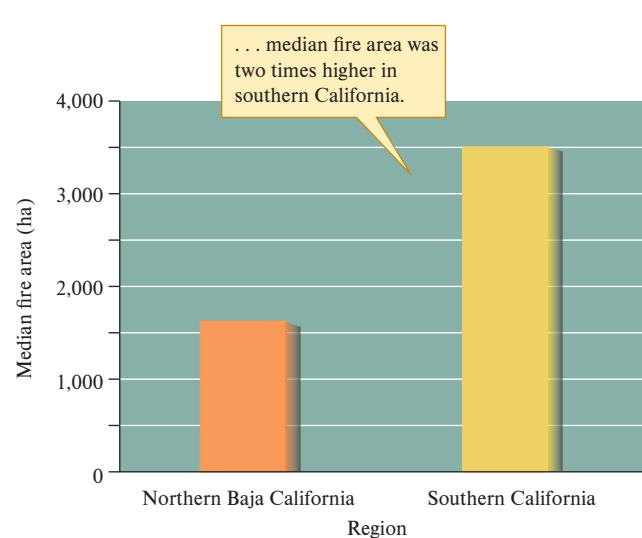 . . . median fire area was
two times higher in
southern California.
4,000
3,000
2,000
1,000
0
Median fire area (ha)
Northern Baja California
Southern California
Region